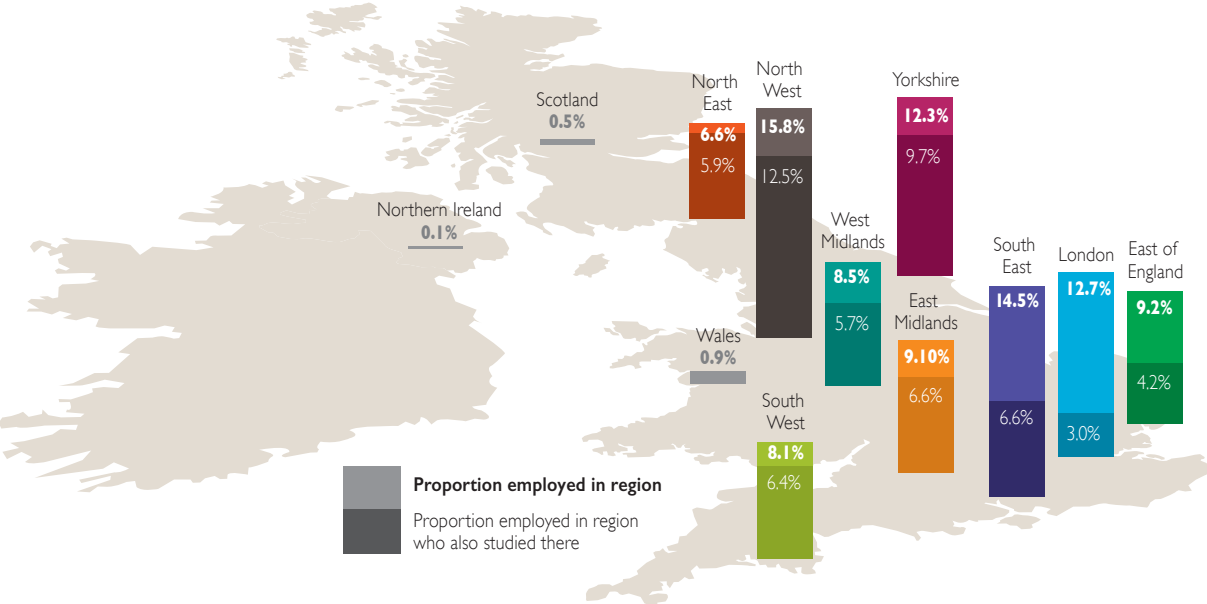 Scotland
0.5%
Northern Ireland
0.1%
North
East
6.6%
5.9%
North
West
15.8%
12.5%
Yorkshire
12.3%
9.7%
West
Midlands
8.5%
5.7%
East
Midlands
9.10%
6.6%
South
East
14.5%
6.6%
London
12.7%
3.0%
East of
England
9.2%
4.2%
Wales
0.9%
South
West
8.1%
6.4%
Proportion employed in region
Proportion employed in region
who also studied there